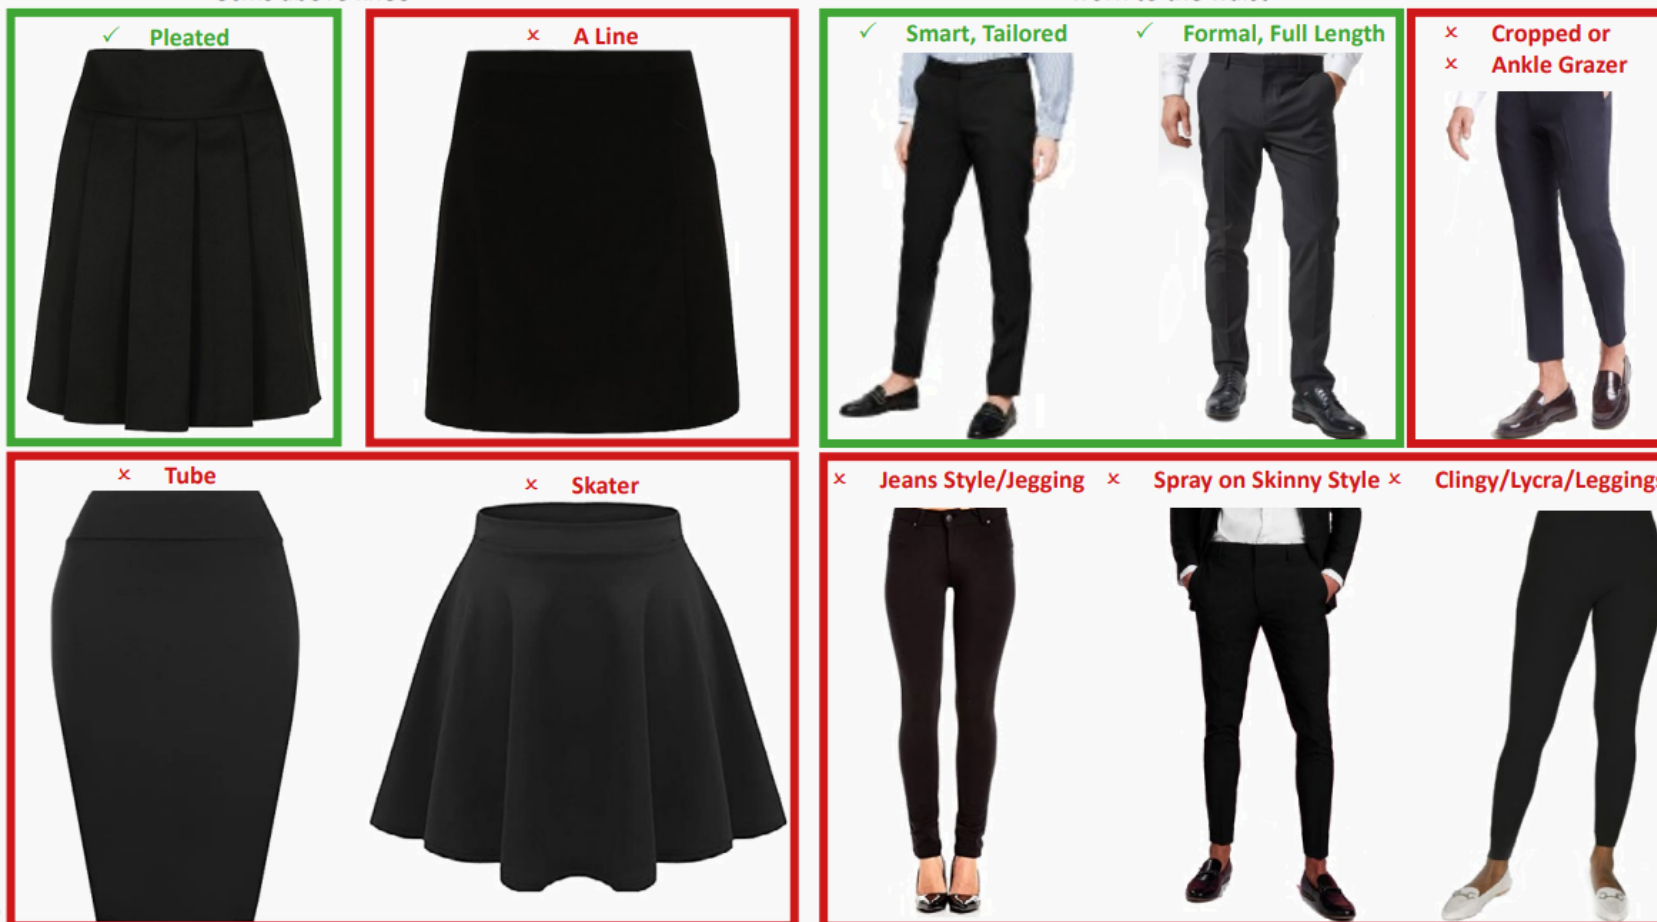 ✓ Pleated
× A Line
✓ Smart, Tailored
✓ Formal, Full Length
× Cropped or
× Ankle Grazer
× Tube
× Skater
× Jeans Style/Jegging
× Spray on Skinny Style
× Clingy/Lycra/Leggings